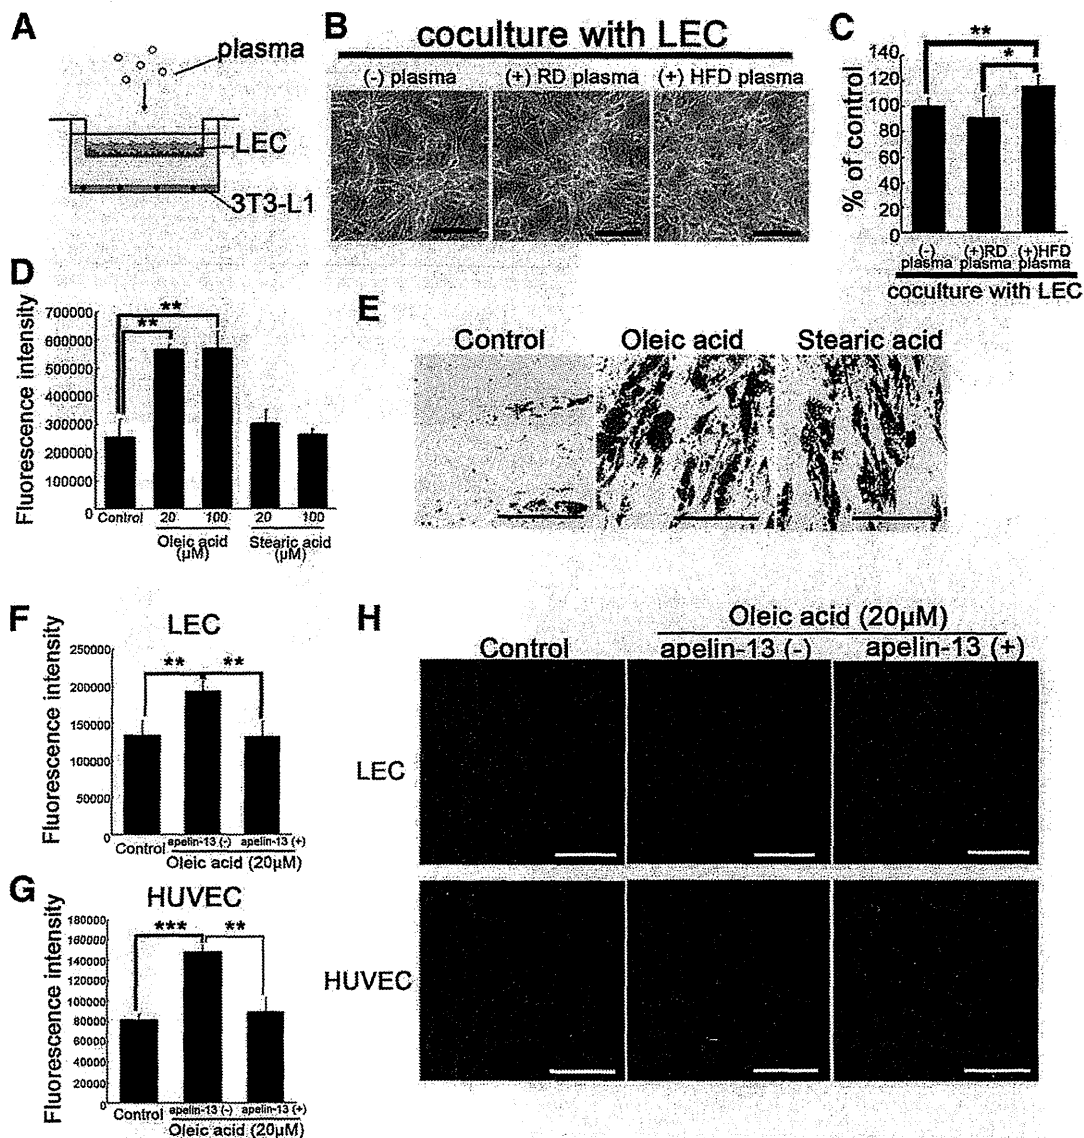 A
plasma
LEC
3T3-L1
B
coculture with LEC
(-) plasma
(+) RD plasma
(+) HFD plasma
C
% of control
140
120
100
80
60
40
20
0
**
*
(-) plasma
(+)RD plasma
(+)HFD plasma
coculture with LEC
D
Fluorescence intensity
700000
600000
500000
400000
300000
200000
100000
0
**
**
Control
20
100
20
100
Oleic acid
(µM)
Stearic acid
(µM)
E
Control
Oleic acid
Stearic acid
F
LEC
Fluorescence intensity
250000
200000
150000
100000
50000
0
**
**
Control
apelin-13 (-)
apelin-13 (+)
Oleic acid (20µM)
G
HUVEC
Fluorescence intensity
180000
160000
140000
120000
100000
80000
60000
40000
20000
0
***
**
Control
apelin-13 (-)
apelin-13 (+)
Oleic acid (20µM)
H
Oleic acid (20µM)
Control
apelin-13 (-)
apelin-13 (+)
LEC
HUVEC